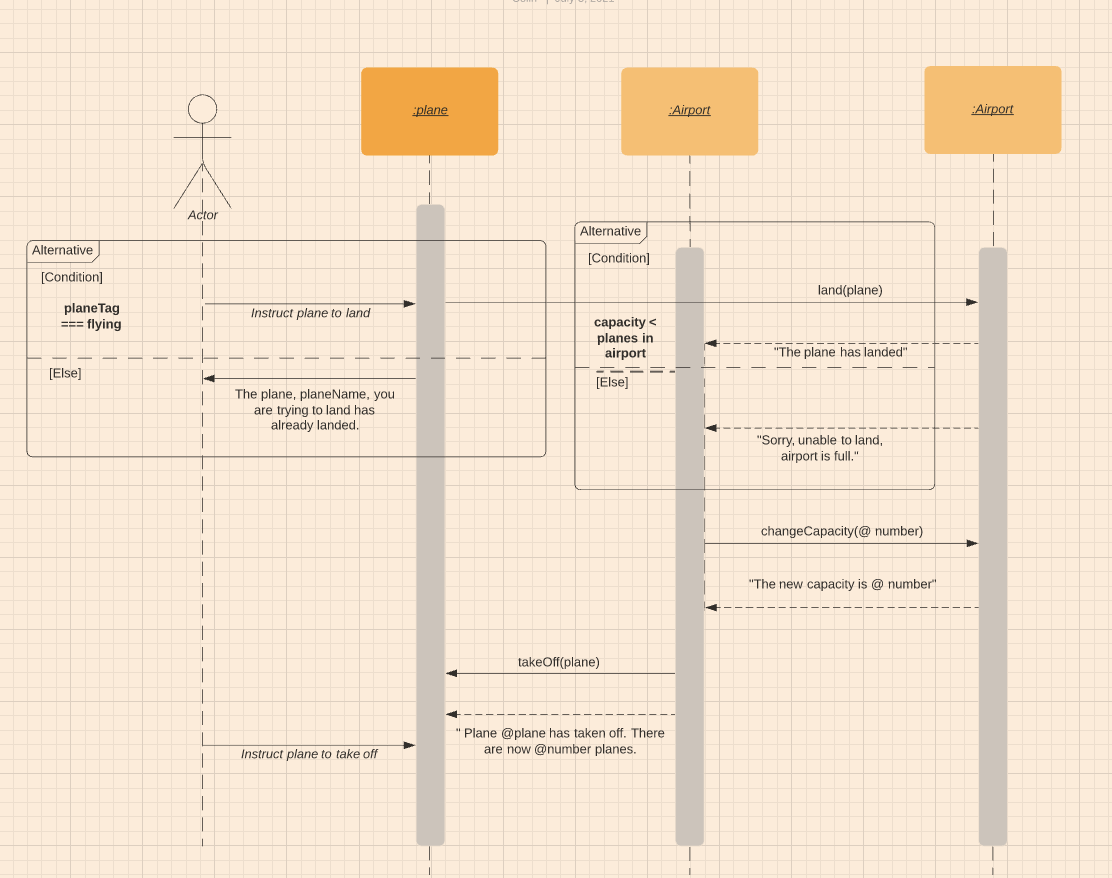 :plane
:Airport
:Airport
Actor
Alternative
[Condition]
planeTag
=== flying
Instruct plane to land
[Else]
The plane, planeName, you
are trying to land has
already landed.
Alternative
[Condition]
land(plane)
capacity <
planes in
airport
"The plane has landed"
[Else]
"Sorry, unable to land,
airport is full."
changeCapacity(@ number)
"The new capacity is @ number"
takeOff(plane)
" Plane @plane has taken off. There
are now @number planes.
Instruct plane to take off